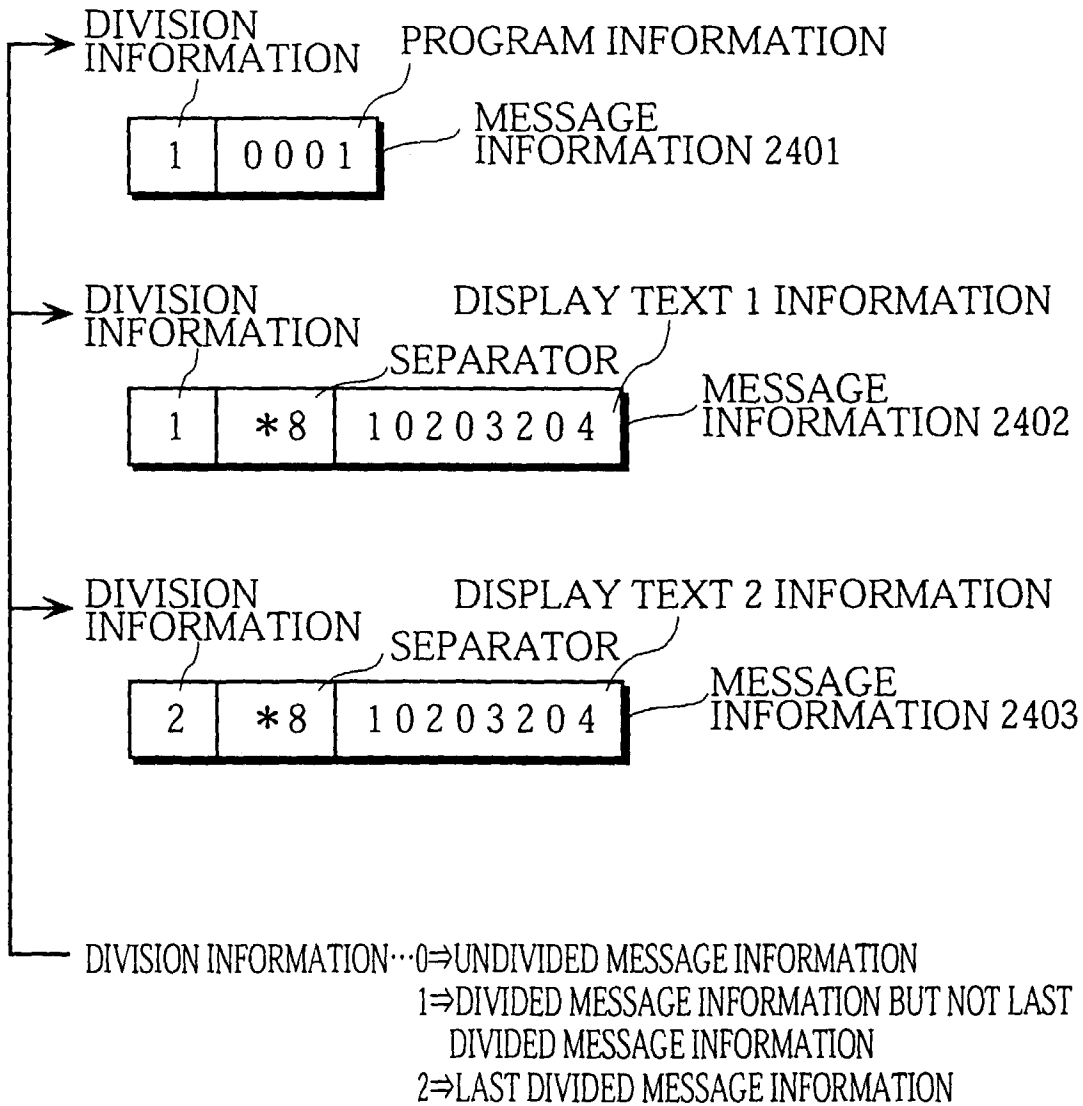 DIVISION
INFORMATION
PROGRAM INFORMATION
1 0001
MESSAGE
INFORMATION 2401
DIVISION
INFORMATION
DISPLAY TEXT 1 INFORMATION
SEPARATOR
1 *8 10203204
MESSAGE
INFORMATION 2402
DIVISION
INFORMATION
DISPLAY TEXT 2 INFORMATION
SEPARATOR
2 *8 10203204
MESSAGE
INFORMATION 2403
DIVISION INFORMATION···0⇒UNDIVIDED MESSAGE INFORMATION
1⇒DIVIDED MESSAGE INFORMATION BUT NOT LAST
DIVIDED MESSAGE INFORMATION
2⇒LAST DIVIDED MESSAGE INFORMATION